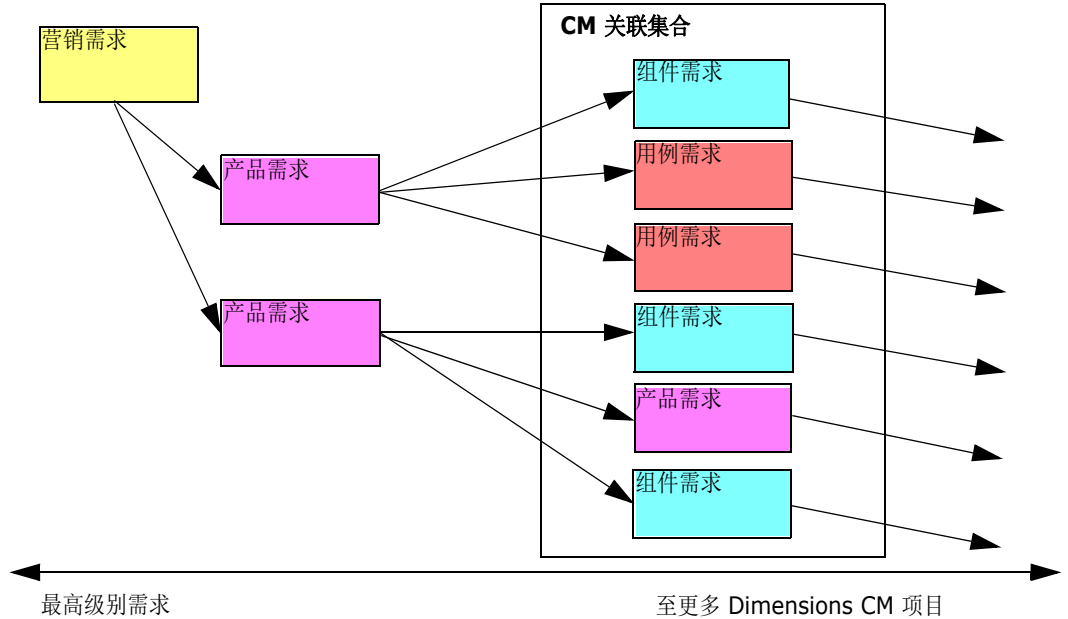 营销需求
CM 关联集合
组件需求
产品需求
用例需求
用例需求
产品需求
组件需求
产品需求
组件需求
最高级别需求
至更多 Dimensions CM 项目